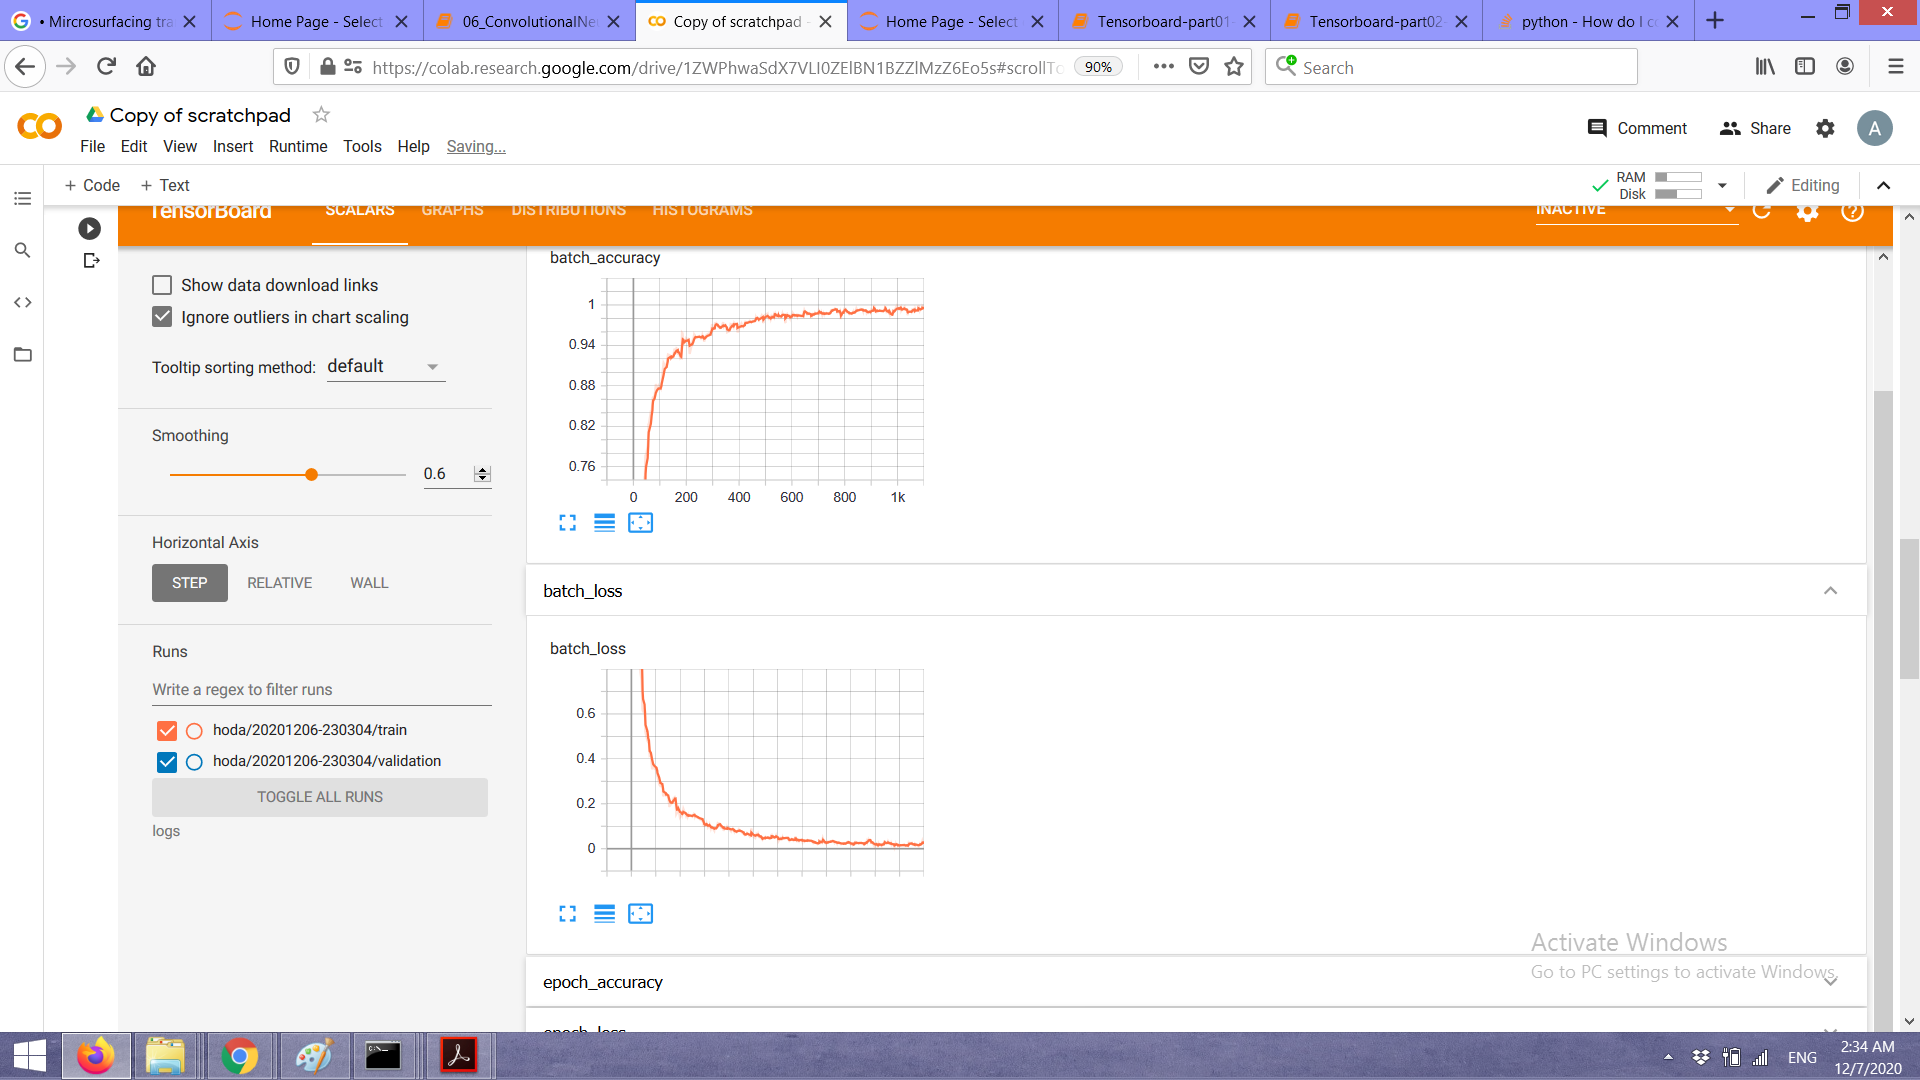 • Mircrosurfacing tra
Home Page - Select
06_ConvolutionalNe
Copy of scratchpad -
Home Page - Select
Tensorboard-part01-
Tensorboard-part02-
python - How do I c
https://colab.research.google.com/drive/1ZWPhwaSdX7VLI0ZElBN1BZZlMzZ6Eo5s#scrollTo
90%
Search
Copy of scratchpad
File Edit View Insert Runtime Tools Help Saving...
Comment
Share
A
+ Code + Text
RAM
Disk
Editing
TensorBoard
SCALARS GRAPHS DISTRIBUTIONS HISTOGRAMS
INACTIVE
Show data download links
Ignore outliers in chart scaling
Tooltip sorting method: default
Smoothing
0.6
Horizontal Axis
STEP RELATIVE WALL
Runs
Write a regex to filter runs
hoda/20201206-230304/train
hoda/20201206-230304/validation
TOGGLE ALL RUNS
logs
batch_accuracy
1
0.94
0.88
0.82
0.76
0 200 400 600 800 1k
batch_loss
batch_loss
0.6
0.4
0.2
0
epoch_accuracy
epoch_loss
Activate Windows
Go to PC settings to activate Windows.
ENG
2:34 AM
12/7/2020